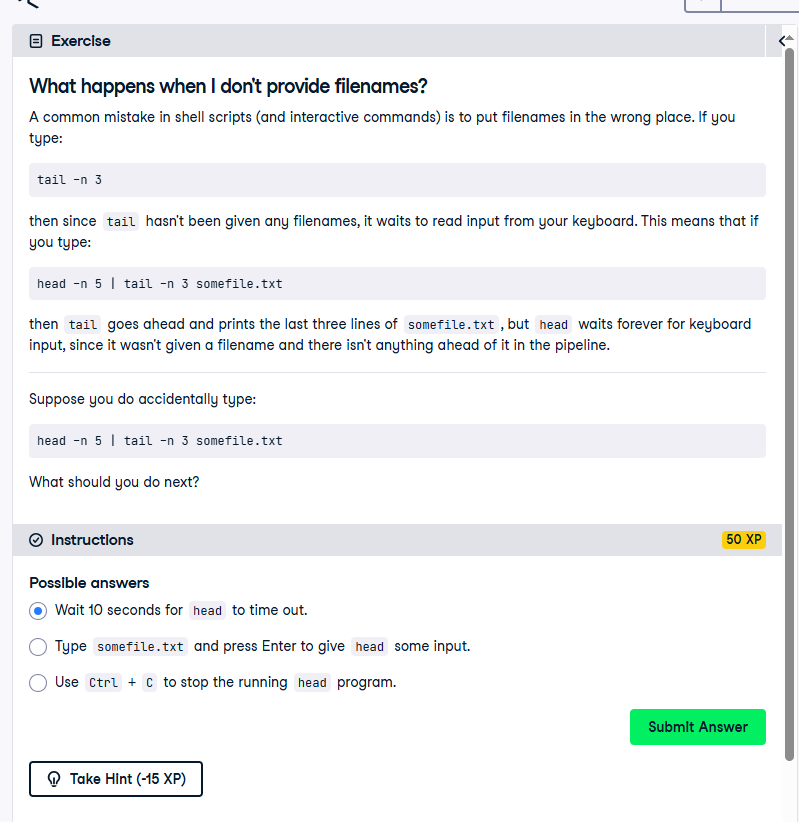 Exercise
What happens when I don't provide filenames?
A common mistake in shell scripts (and interactive commands) is to put filenames in the wrong place. If you
type:
tail -n 3
then since tail hasn't been given any filenames, it waits to read input from your keyboard. This means that if
you type:
head -n 5 | tail -n 3 somefile.txt
then tail goes ahead and prints the last three lines of somefile.txt, but head waits forever for keyboard
input, since it wasn't given a filename and there isn't anything ahead of it in the pipeline.
Suppose you do accidentally type:
head -n 5 | tail -n 3 somefile.txt
What should you do next?
Instructions 50 XP
Possible answers
Wait 10 seconds for head to time out.
Type somefile.txt and press Enter to give head some input.
Use Ctrl + C to stop the running head program.
Submit Answer
Take Hint (-15 XP)